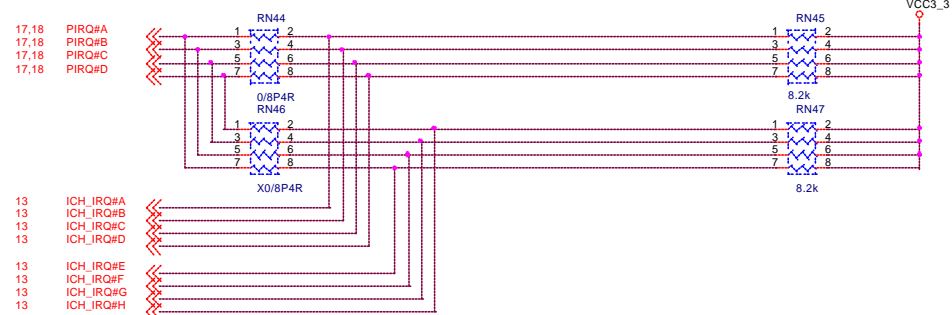 VCC3_3
RN44
RN45
17,18 PIRQ#A
17,18 PIRQ#B
17,18 PIRQ#C
17,18 PIRQ#D
1 2
3 4
5 6
7 8
1 2
3 4
5 6
7 8
0/8P4R
8.2k
RN46
RN47
1 2
3 4
5 6
7 8
1 2
3 4
5 6
7 8
X0/8P4R
8.2k
13 ICH_IRQ#A
13 ICH_IRQ#B
13 ICH_IRQ#C
13 ICH_IRQ#D
13 ICH_IRQ#E
13 ICH_IRQ#F
13 ICH_IRQ#G
13 ICH_IRQ#H